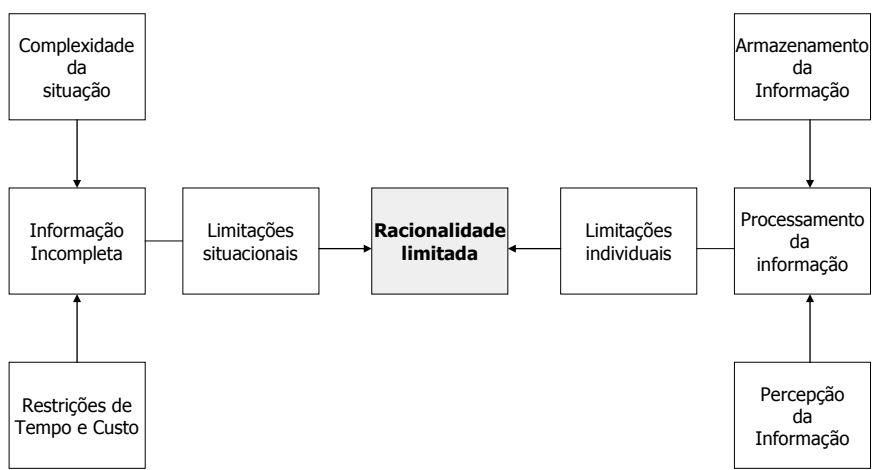 Complexidade
da
situação
Armazenamento
da
Informação
Informação
Incompleta
Limitações
situacionais
Racionalidade
limitada
Limitações
individuais
Processamento
da
informação
Restrições de
Tempo e Custo
Percepção
da
Informação